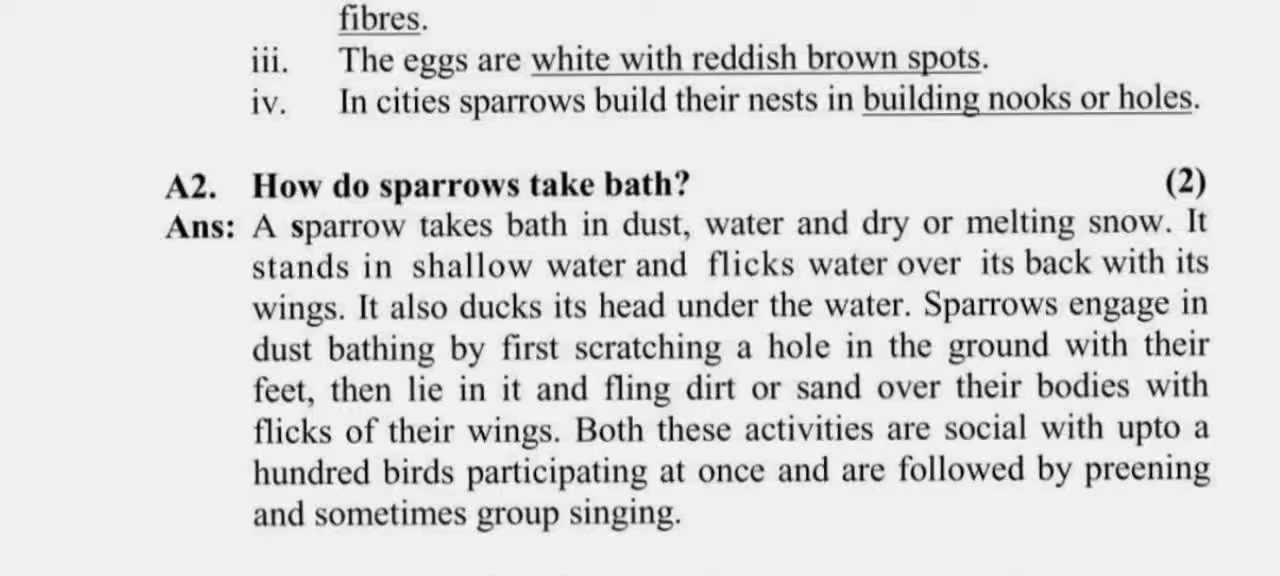 fibres.
iii. The eggs are white with reddish brown spots.
iv. In cities sparrows build their nests in building nooks or holes.
A2. How do sparrows take bath? (2)
Ans: A sparrow takes bath in dust, water and dry or melting snow. It
stands in shallow water and flicks water over its back with its
wings. It also ducks its head under the water. Sparrows engage in
dust bathing by first scratching a hole in the ground with their
feet, then lie in it and fling dirt or sand over their bodies with
flicks of their wings. Both these activities are social with upto a
hundred birds participating at once and are followed by preening
and sometimes group singing.